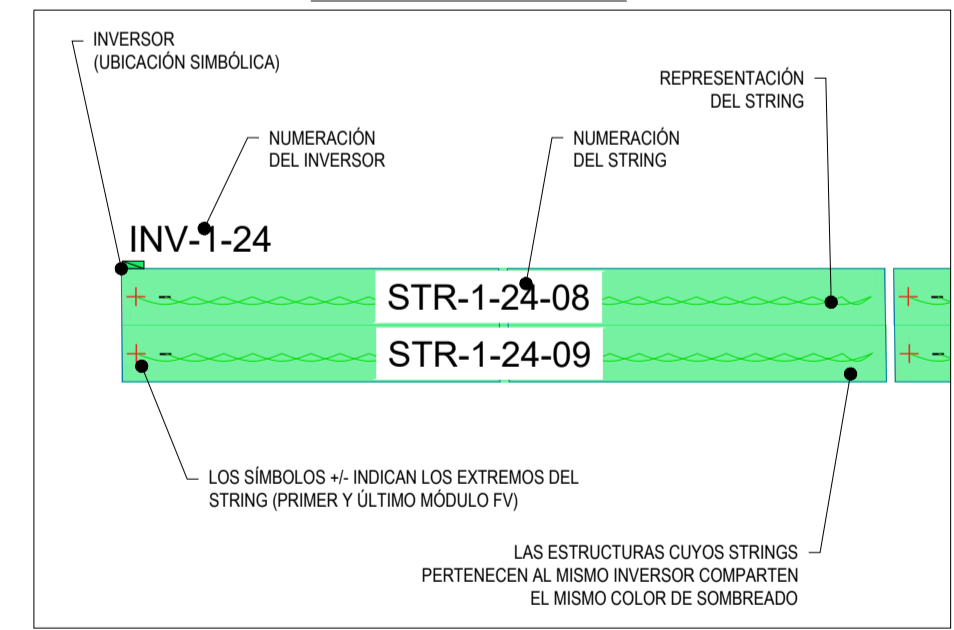 INVERSOR
(UBICACIÓN SIMBÓLICA)
REPRESENTACIÓN
DEL STRING
NUMERACIÓN
DEL INVERSOR
NUMERACIÓN
DEL STRING
INV-1-24
+ -
STR-1-24-08
+ -
+ -
STR-1-24-09
+ -
LOS SÍMBOLOS +/- INDICAN LOS EXTREMOS DEL
STRING (PRIMER Y ÚLTIMO MÓDULO FV)
LAS ESTRUCTURAS CUYOS STRINGS
PERTENECEN AL MISMO INVERSOR COMPARTEN
EL MISMO COLOR DE SOMBREADO